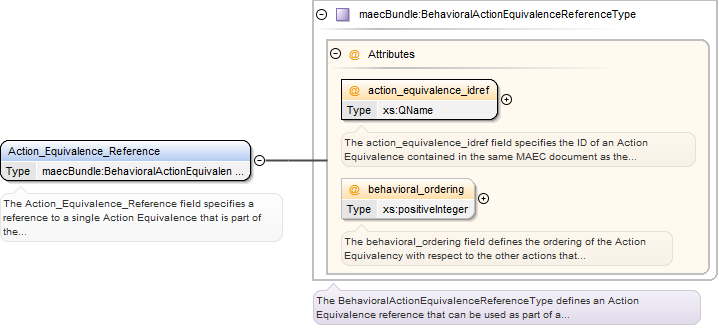 maecBundle:BehavioralActionEquivalenceReferenceType
@ Attributes
@ action_equivalence_idref
Type xs:QName
The action_equivalence_idref field specifies the ID of an Action
Equivalence contained in the same MAEC document as the...
Action_Equivalence_Reference
Type maecBundle:BehavioralActionEquivalen ...
The Action_Equivalence_Reference field specifies a
reference to a single Action Equivalence that is part of
the...
@ behavioral_ordering
Type xs:positiveInteger
The behavioral_ordering field defines the ordering of the Action
Equivalency with respect to the other actions that...
The BehavioralActionEquivalenceReferenceType defines an Action
Equivalence reference that can be used as part of a...